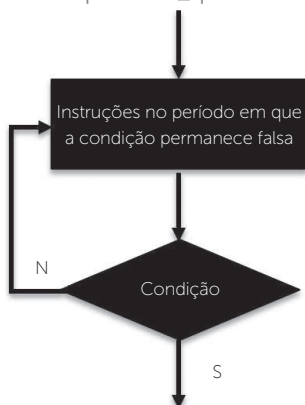 Instruções no período em que
a condição permanece falsa
N
Condição
S